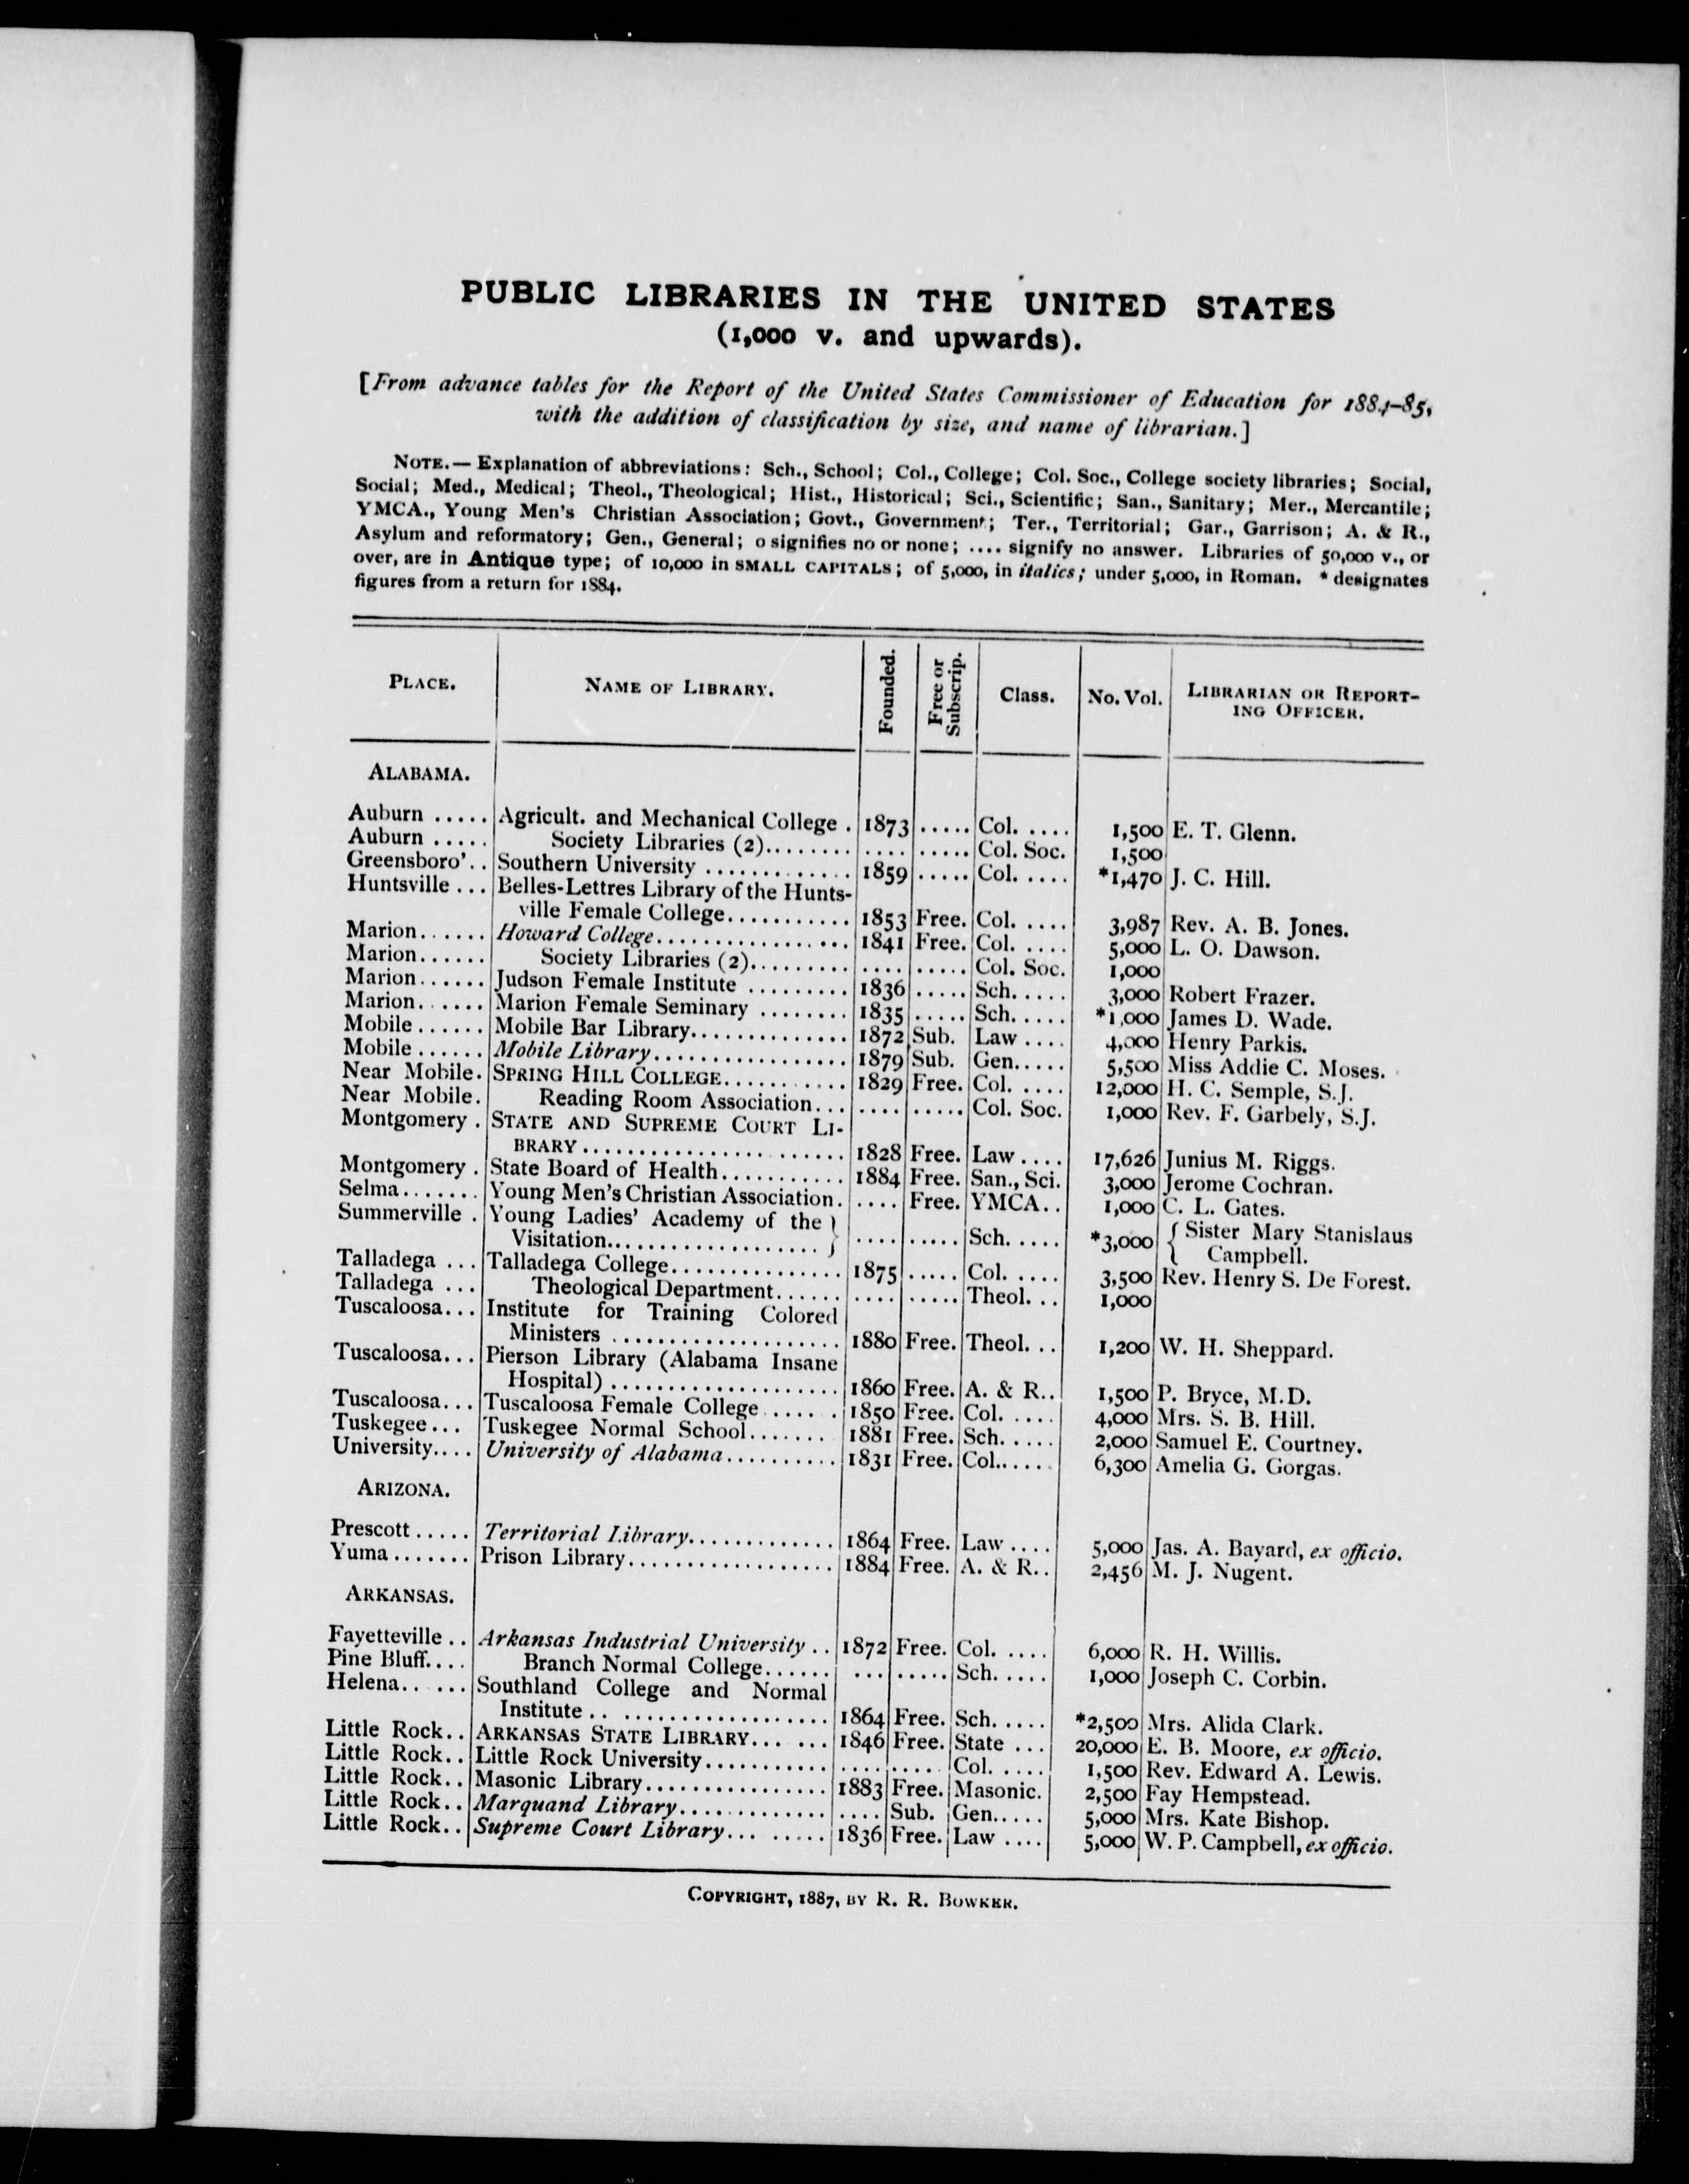 PUBLIC LIBRARIES IN THE UNITED STATES
(1,000 v. and upwards).
[From advance tables for the Report of the United States Commissioner of Education for 1884-85,
with the addition of classification by size, and name of librarian.]
NOTE.— Explanation of abbreviations: Sch., School; Col., College; Col. Soc., College society libraries; Social,
Social; Med., Medical; Theol., Theological; Hist., Historical; Sci., Scientific; San., Sanitary; Mer., Mercantile;
YMCA., Young Men's Christian Association; Govt., Government; Ter., Territorial; Gar., Garrison; A. & R.,
Asylum and reformatory; Gen., General; 0 signifies no or none; .... signify no answer. Libraries of 50,000 v., or
over, are in Antique type; of 10,000 in SMALL CAPITALS; of 5,000, in italics; under 5,000, in Roman. * designates
figures from a return for 1884.
PLACE. NAME OF LIBRARY. Founded. Free or Subscrip. Class. No. Vol. LIBRARIAN OR REPORT-
ING OFFICER.
ALABAMA.
Auburn ..... Agricult. and Mechanical College . 1873 ..... Col. .... 1,500 E. T. Glenn.
Auburn ..... Society Libraries (2)........ .... ..... Col. Soc. 1,500
Greensboro'.. Southern University ............. 1859 ..... Col..... *1,470 J. C. Hill.
Huntsville ... Belles-Lettres Library of the Hunts-
ville Female College........... 1853 Free. Col. .... 3,987 Rev. A. B. Jones.
Marion...... Howard College................. 1841 Free. Col. .... 5,000 L. O. Dawson.
Marion...... Society Libraries (2)......... .... ..... Col. Soc. 1,000
Marion...... Judson Female Institute ......... 1836 ..... Sch..... 3,000 Robert Frazer.
Marion...... Marion Female Seminary ........ 1835 ..... Sch..... *1,000 James D. Wade.
Mobile ...... Mobile Bar Library.............. 1872 Sub. Law .... 4,000 Henry Parkis.
Mobile ...... Mobile Library................. 1879 Sub. Gen..... 5,500 Miss Addie C. Moses.
Near Mobile. SPRING HILL COLLEGE........... 1829 Free. Col. .... 12,000 H. C. Semple, S.J.
Near Mobile. Reading Room Association... .... ..... Col. Soc. 1,000 Rev. F. Garbely, S.J.
Montgomery . STATE AND SUPREME COURT LI-
BRARY........................ 1828 Free. Law .... 17,626 Junius M. Riggs.
Montgomery . State Board of Health........... 1884 Free. San., Sci. 3,000 Jerome Cochran.
Selma....... Young Men's Christian Association. .... Free. YMCA.. 1,000 C. L. Gates.
Summerville . Young Ladies' Academy of the }
Visitation................... } .... ..... Sch..... *3,000 { Sister Mary Stanislaus
Campbell.
Talladega ... Talladega College............... 1875 ..... Col. .... 3,500 Rev. Henry S. De Forest.
Talladega ... Theological Department...... .... ..... Theol... 1,000
Tuscaloosa... Institute for Training Colored
Ministers .................... 1880 Free. Theol... 1,200 W. H. Sheppard.
Tuscaloosa... Pierson Library (Alabama Insane
Hospital) .................... 1860 Free. A. & R.. 1,500 P. Bryce, M.D.
Tuscaloosa... Tuscaloosa Female College ...... 1850 Free. Col. .... 4,000 Mrs. S. B. Hill.
Tuskegee... Tuskegee Normal School....... 1881 Free. Sch. .... 2,000 Samuel E. Courtney.
University.... University of Alabama.......... 1831 Free. Col...... 6,300 Amelia G. Gorgas.
ARIZONA.
Prescott ..... Territorial Library............. 1864 Free. Law .... 5,000 Jas. A. Bayard, ex officio.
Yuma ....... Prison Library.................. 1884 Free. A. & R.. 2,456 M. J. Nugent.
ARKANSAS.
Fayetteville .. Arkansas Industrial University .. 1872 Free. Col. .... 6,000 R. H. Willis.
Pine Bluff.... Branch Normal College...... ... ..... Sch..... 1,000 Joseph C. Corbin.
Helena.. ... Southland College and Normal
Institute .. .................. 1864 Free. Sch..... *2,500 Mrs. Alida Clark.
Little Rock.. ARKANSAS STATE LIBRARY... ... 1846 Free. State ... 20,000 E. B. Moore, ex officio.
Little Rock.. Little Rock University........... .... ..... Col. .... 1,500 Rev. Edward A. Lewis.
Little Rock.. Masonic Library................ 1883 Free. Masonic. 2,500 Fay Hempstead.
Little Rock.. Marquand Library.............. .... Sub. Gen..... 5,000 Mrs. Kate Bishop.
Little Rock.. Supreme Court Library... ..... 1836 Free. Law .... 5,000 W. P. Campbell, ex officio.
COPYRIGHT, 1887, BY R. R. BOWKER.